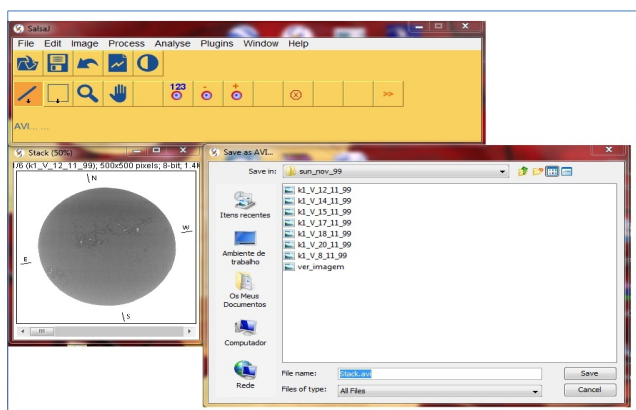 SalsaJ
File Edit Image Process Analyse Plugins Window Help
123 - +
>>
AVI... ...
Stack (50%)
1/6 (k1_V_12_11_99); 500x500 pixels; 8-bit, 1.4
N
W
E
S
Save as AVI...
Save in: sun_nov_99
Itens recentes
Ambiente de
trabalho
Os Meus
Documentos
Computador
Rede
k1_V_12_11_99
k1_V_14_11_99
k1_V_15_11_99
k1_V_17_11_99
k1_V_18_11_99
k1_V_20_11_99
k1_V_8_11_99
ver_imagem
File name: Stack.avi Save
Files of type: All Files Cancel